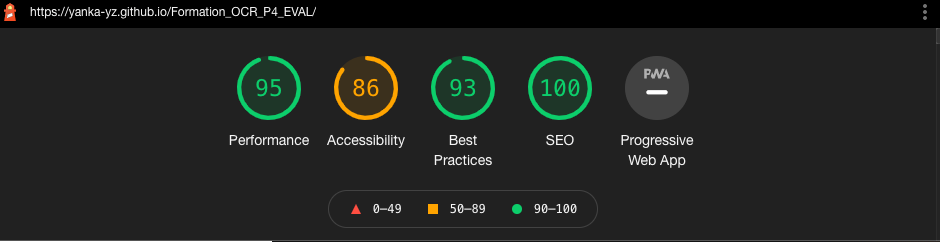 https://yanka-yz.github.io/Formation_OCR_P4_EVAL/
95 86 93 100 PWA
Performance Accessibility Best Practices SEO Progressive Web App
0–49 50–89 90–100